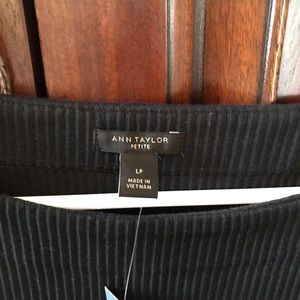 ANN TAYLOR
PETITE
LP
MADE IN
VIETNAM